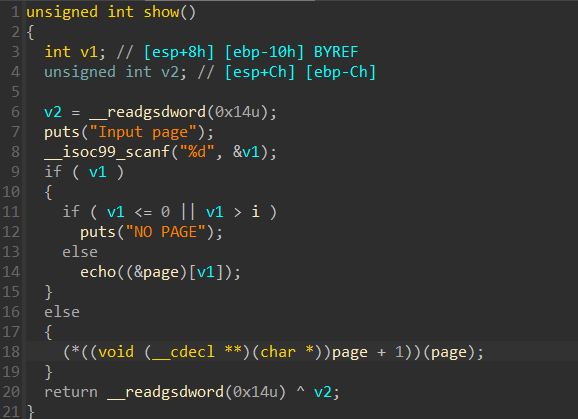 1 unsigned int show()
2 {
3   int v1; // [esp+8h] [ebp-10h] BYREF
4   unsigned int v2; // [esp+Ch] [ebp-Ch]
5
6   v2 = __readgsdword(0x14u);
7   puts("Input page");
8   __isoc99_scanf("%d", &v1);
9   if ( v1 )
10   {
11     if ( v1 <= 0 || v1 > i )
12       puts("NO PAGE");
13     else
14       echo((&page)[v1]);
15   }
16   else
17   {
18     (*((void (__cdecl **)(char *))page + 1))(page);
19   }
20   return __readgsdword(0x14u) ^ v2;
21 }